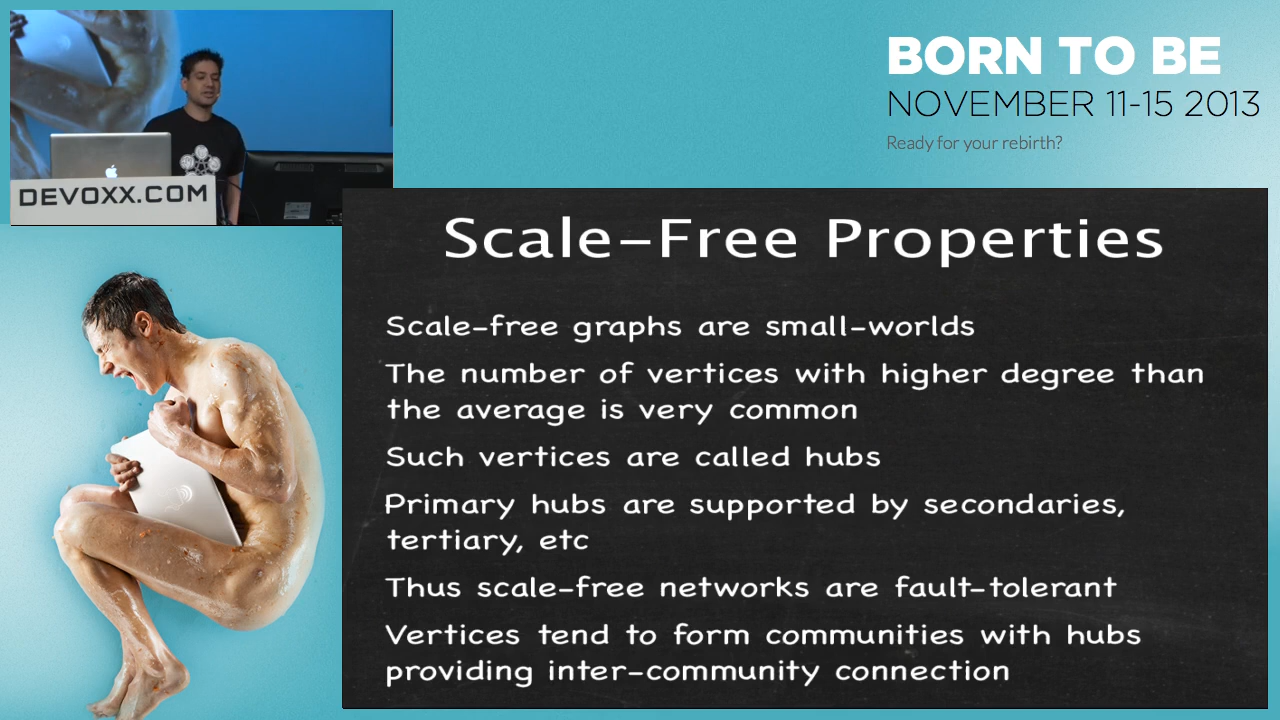 BORN TO BE
NOVEMBER 11-15 2013
Ready for your rebirth?
DEVOXX.COM
Scale-Free Properties
Scale-free graphs are small-worlds
The number of vertices with higher degree than
the average is very common
Such vertices are called hubs
Primary hubs are supported by secondaries,
tertiary, etc
Thus scale-free networks are fault-tolerant
Vertices tend to form communities with hubs
providing inter-community connection